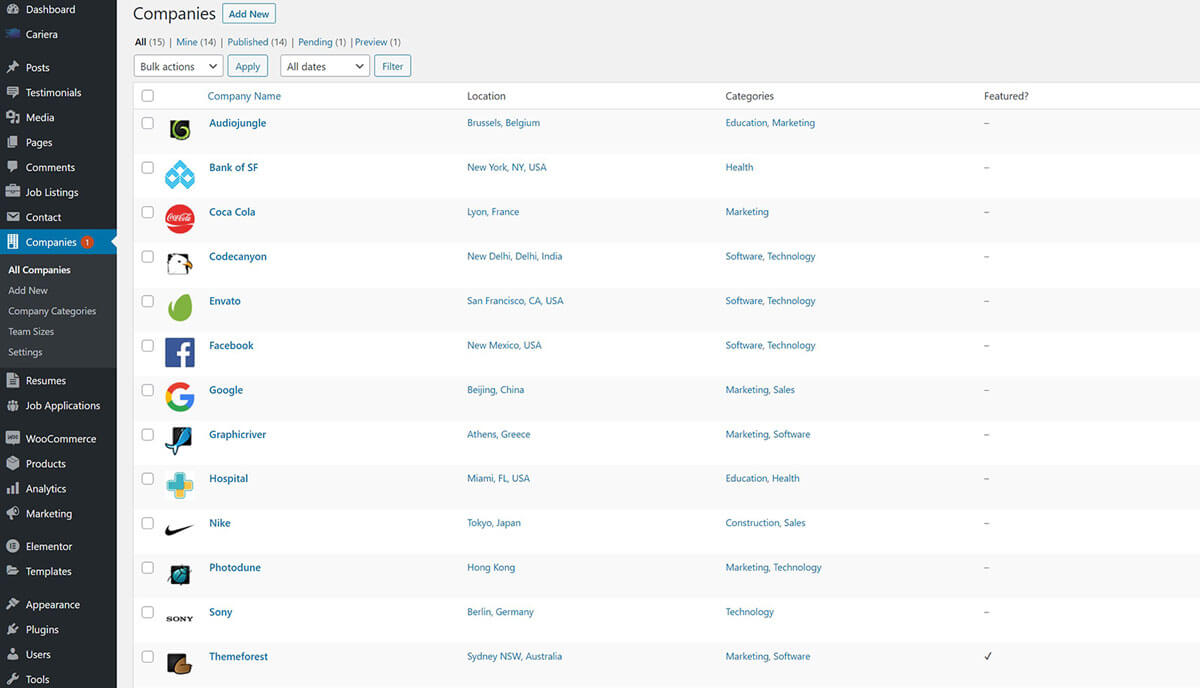 Dashboard
Cariera
Posts
Testimonials
Media
Pages
Comments
Job Listings
Contact
Companies 1
All Companies
Add New
Company Categories
Team Sizes
Settings
Resumes
Job Applications
WooCommerce
Products
Analytics
Marketing
Elementor
Templates
Appearance
Plugins
Users
Tools
Companies Add New
All (15) | Mine (14) | Published (14) | Pending (1) | Preview (1)
Bulk actions Apply All dates Filter
Company Name Location Categories Featured?
Audiojungle Brussels, Belgium Education, Marketing –
Bank of SF New York, NY, USA Health –
Coca-Cola Coca Cola Lyon, France Marketing –
Codecanyon New Delhi, Delhi, India Software, Technology –
Envato San Francisco, CA, USA Software, Technology –
f Facebook New Mexico, USA Software, Technology –
G Google Beijing, China Marketing, Sales –
Graphicriver Athens, Greece Marketing, Software –
Hospital Miami, FL, USA Education, Health –
Nike Tokyo, Japan Construction, Sales –
Photodune Hong Kong Marketing, Technology –
SONY Sony Berlin, Germany Technology –
Themeforest Sydney NSW, Australia Marketing, Software ✓